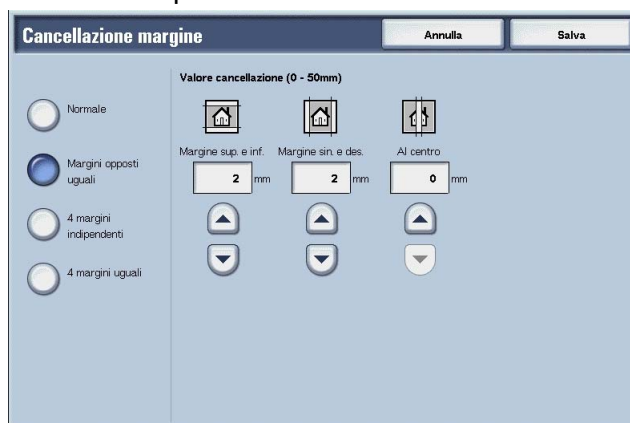 Cancellazione margine
Annulla
Salva
Valore cancellazione (0 - 50mm)
Normale
Margini opposti
uguali
4 margini
indipendenti
4 margini uguali
Margine sup. e inf.
2 mm
Margine sin. e des.
2 mm
Al centro
0 mm